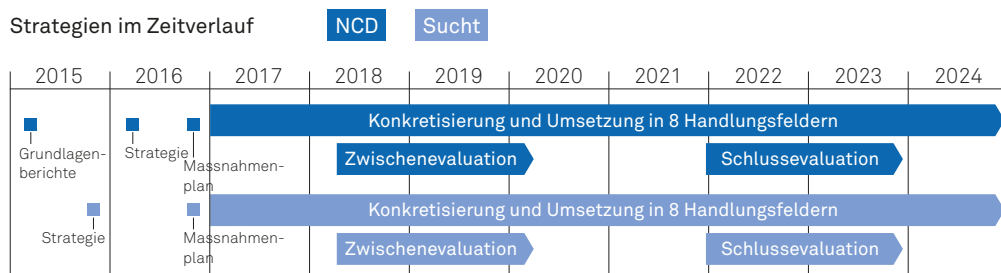 Strategien im Zeitverlauf NCD Sucht
2015 2016 2017 2018 2019 2020 2021 2022 2023 2024
Konkretisierung und Umsetzung in 8 Handlungsfeldern
Grundlagen-
berichte
Strategie
Massnahmen-
plan
Zwischenevaluation Schlussevaluation
Konkretisierung und Umsetzung in 8 Handlungsfeldern
Strategie
Massnahmen-
plan
Zwischenevaluation Schlussevaluation